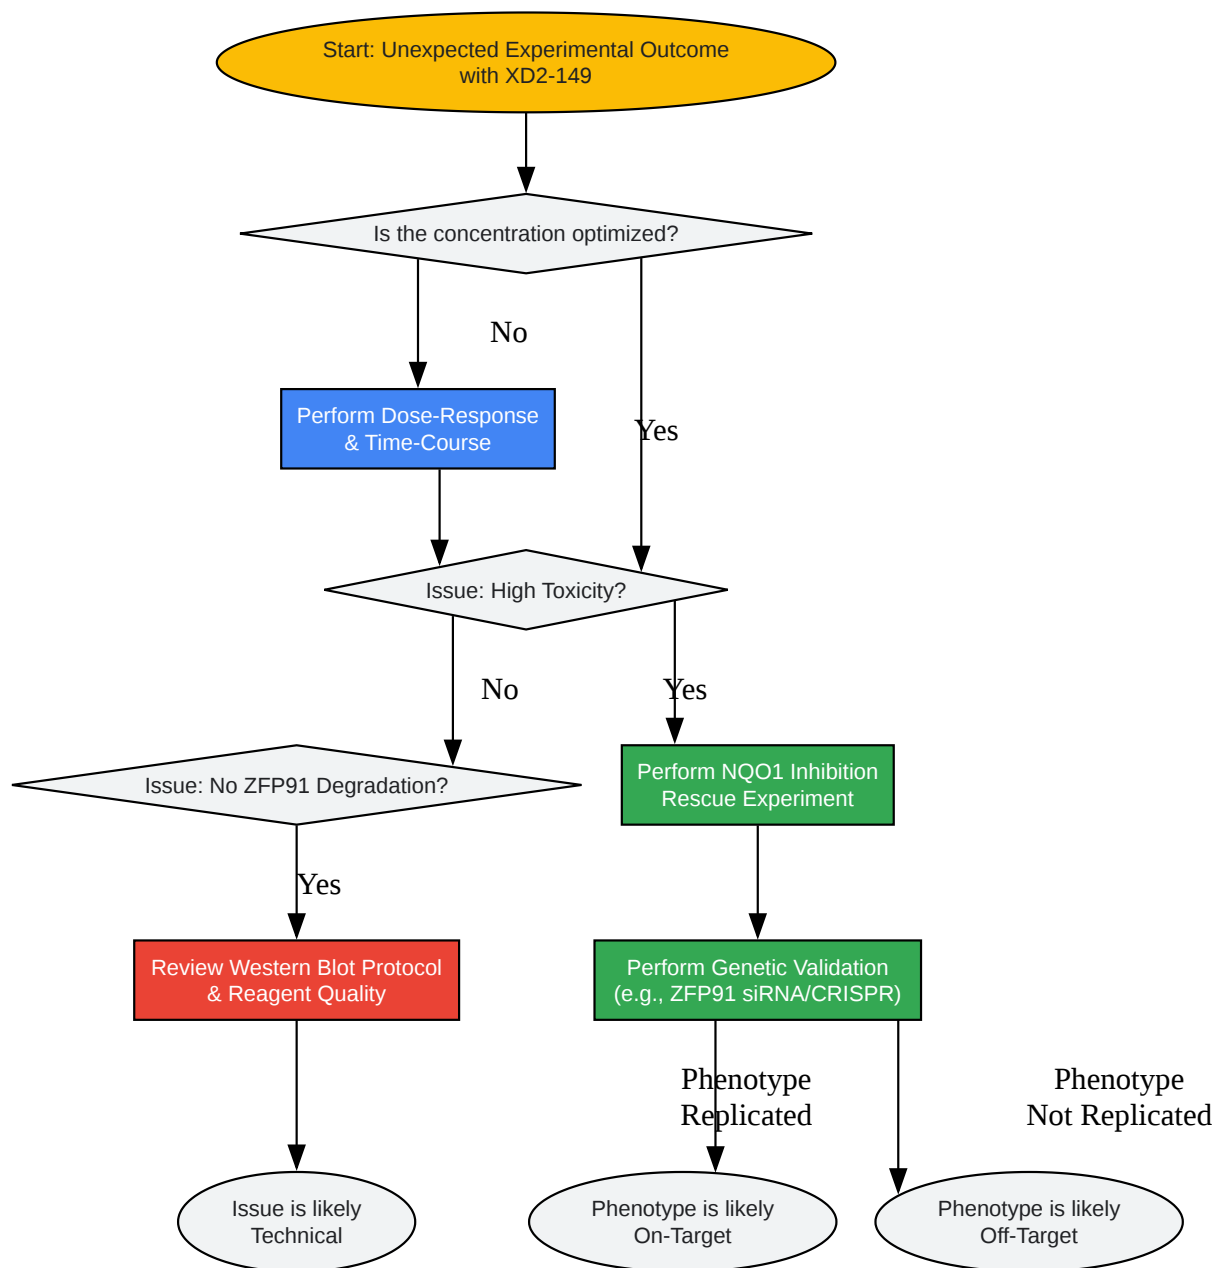 Start: Unexpected Experimental Outcome
with XD2-149
Is the concentration optimized?
No
Perform Dose-Response
& Time-Course
Yes
Issue: High Toxicity?
No
Yes
Issue: No ZFP91 Degradation?
Perform NQO1 Inhibition
Rescue Experiment
Yes
Review Western Blot Protocol
& Reagent Quality
Perform Genetic Validation
(e.g., ZFP91 siRNA/CRISPR)
Phenotype
Replicated
Phenotype
Not Replicated
Issue is likely
Technical
Phenotype is likely
On-Target
Phenotype is likely
Off-Target